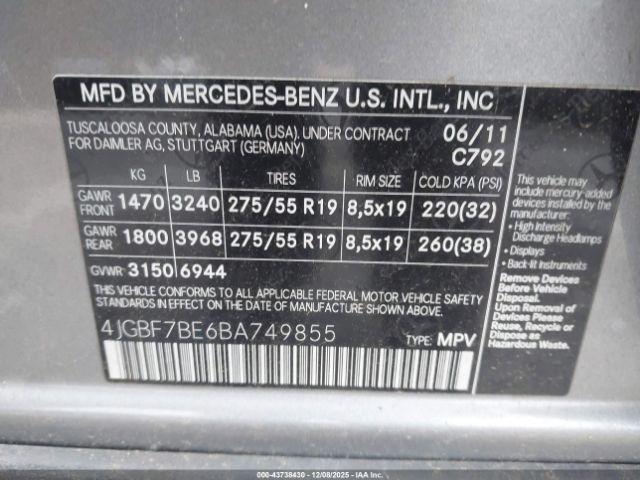 MFD BY MERCEDES-BENZ U.S. INTL., INC
TUSCALOOSA COUNTY, ALABAMA (USA). UNDER CONTRACT
FOR DAIMLER AG, STUTTGART (GERMANY)
06/11
C792
KG LB TIRES RIM SIZE COLD KPA (PSI)
GAWR FRONT 1470 3240 275/55 R19 8,5x19 220(32)
GAWR REAR 1800 3968 275/55 R19 8,5x19 260(38)
GVWR: 3150 6944
THIS VEHICLE CONFORMS TO ALL APPLICABLE FEDERAL MOTOR VEHICLE SAFETY
STANDARDS IN EFFECT ON THE DATE OF MANUFACTURE SHOWN ABOVE.
4JGBF7BE6BA749855
TYPE: MPV
This vehicle may
include mercury-added
devices installed by the
manufacturer:
• High Intensity
Discharge Headlamps
• Displays
• Back-lit Instruments
Remove Devices
Before Vehicle
Disposal.
Upon Removal of
Devices Please
Reuse, Recycle
or Dispose as
Hazardous Waste.
000-43738430 - 12/08/2025 - IAAHOLDINGS, LLC. COPYRIGHT